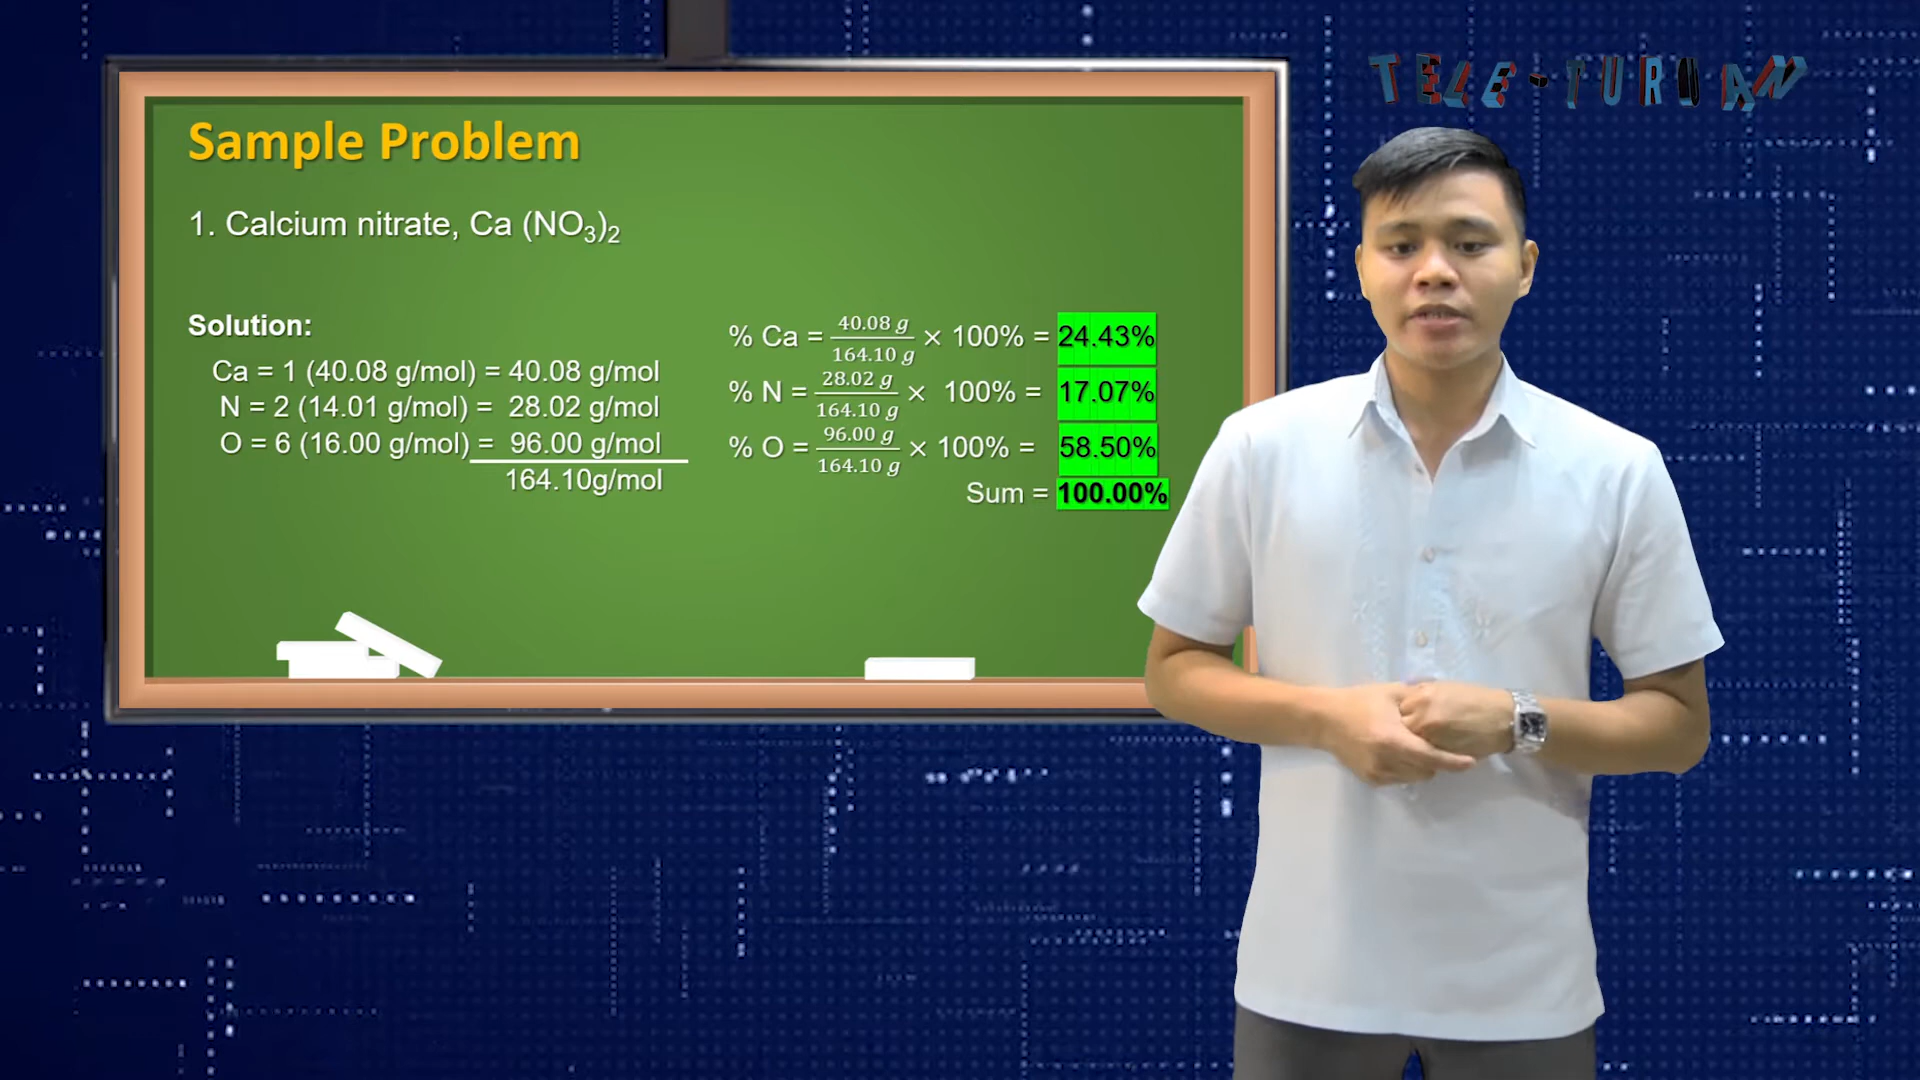 TELE-TURUAN
Sample Problem
1. Calcium nitrate, Ca (NO₃)₂
Solution:
Ca = 1 (40.08 g/mol) = 40.08 g/mol
N = 2 (14.01 g/mol) = 28.02 g/mol
O = 6 (16.00 g/mol) = 96.00 g/mol
164.10g/mol
% Ca = 40.08 g / 164.10 g × 100% = 24.43%
% N = 28.02 g / 164.10 g × 100% = 17.07%
% O = 96.00 g / 164.10 g × 100% = 58.50%
Sum = 100.00%